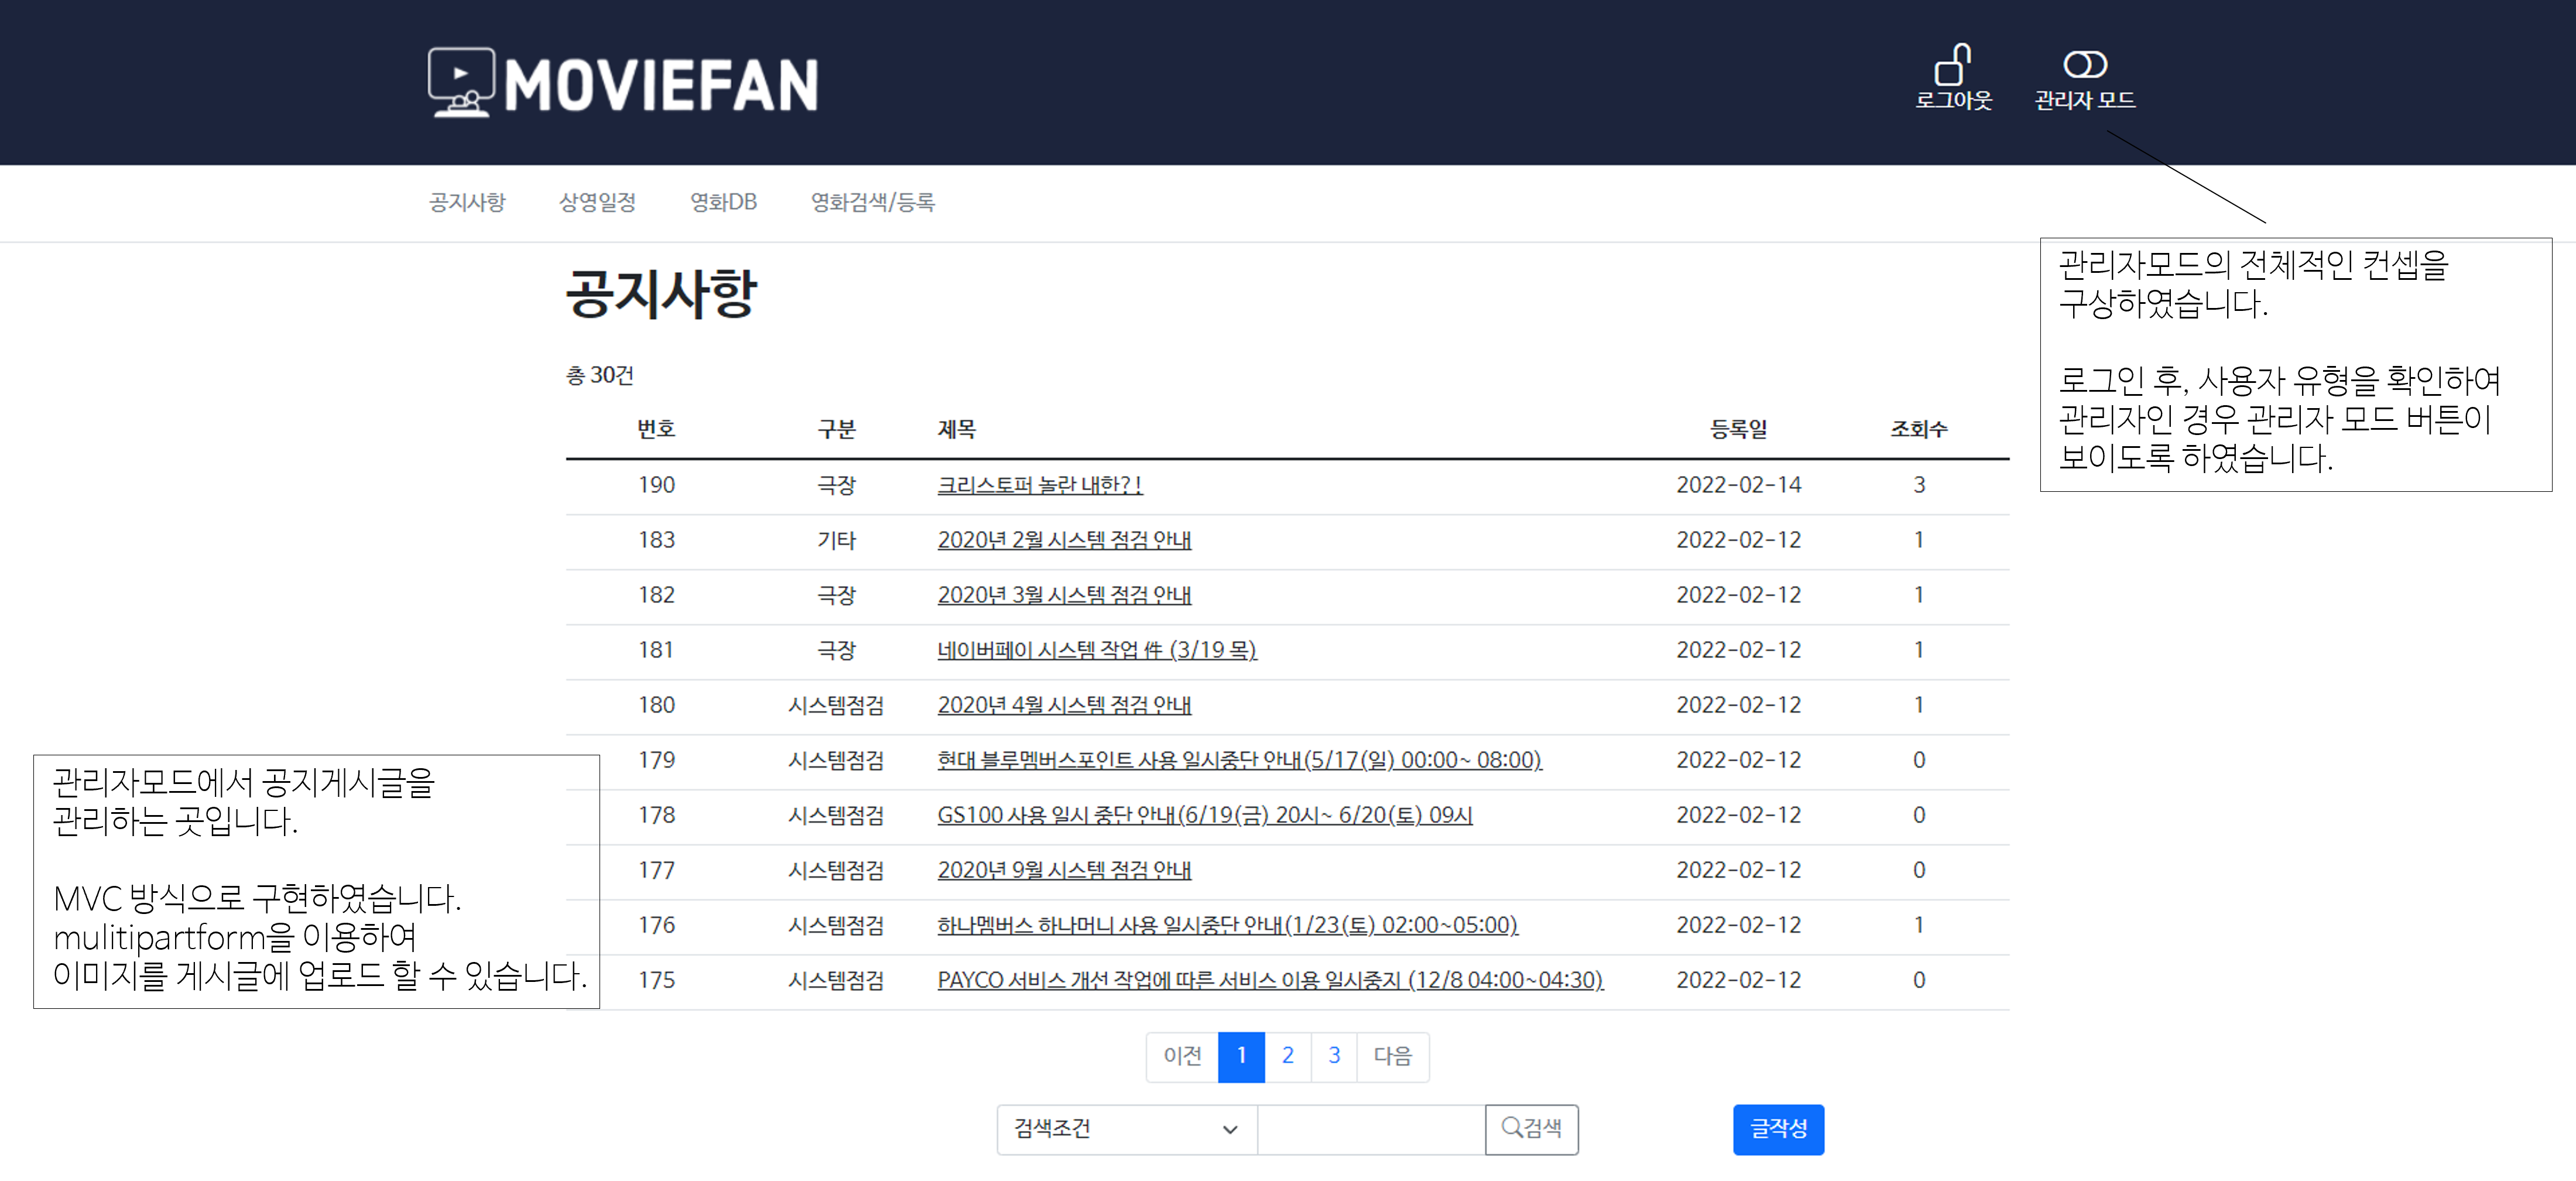 MOVIEFAN
로그아웃
관리자 모드
공지사항 상영일정 영화DB 영화검색/등록
관리자모드의 전체적인 컨셉을
구상하였습니다.
로그인 후, 사용자 유형을 확인하여
관리자인 경우 관리자 모드 버튼이
보이도록 하였습니다.
공지사항
총 30건
번호 구분 제목 등록일 조회수
190 극장 크리스토퍼 놀란 내한?! 2022-02-14 3
183 기타 2020년 2월 시스템 점검 안내 2022-02-12 1
182 극장 2020년 3월 시스템 점검 안내 2022-02-12 1
181 극장 네이버페이 시스템 작업 件 (3/19 목) 2022-02-12 1
180 시스템점검 2020년 4월 시스템 점검 안내 2022-02-12 1
179 시스템점검 현대 블루멤버스포인트 사용 일시중단 안내(5/17(일) 00:00~ 08:00) 2022-02-12 0
178 시스템점검 GS100 사용 일시 중단 안내(6/19(금) 20시~ 6/20(토) 09시 2022-02-12 0
177 시스템점검 2020년 9월 시스템 점검 안내 2022-02-12 0
176 시스템점검 하나멤버스 하나머니 사용 일시중단 안내(1/23(토) 02:00~05:00) 2022-02-12 1
175 시스템점검 PAYCO 서비스 개선 작업에 따른 서비스 이용 일시중지 (12/8 04:00~04:30) 2022-02-12 0
관리자모드에서 공지게시글을
관리하는 곳입니다.
MVC 방식으로 구현하였습니다.
mulitipartform을 이용하여
이미지를 게시글에 업로드 할 수 있습니다.
이전 1 2 3 다음
검색조건 검색 글작성